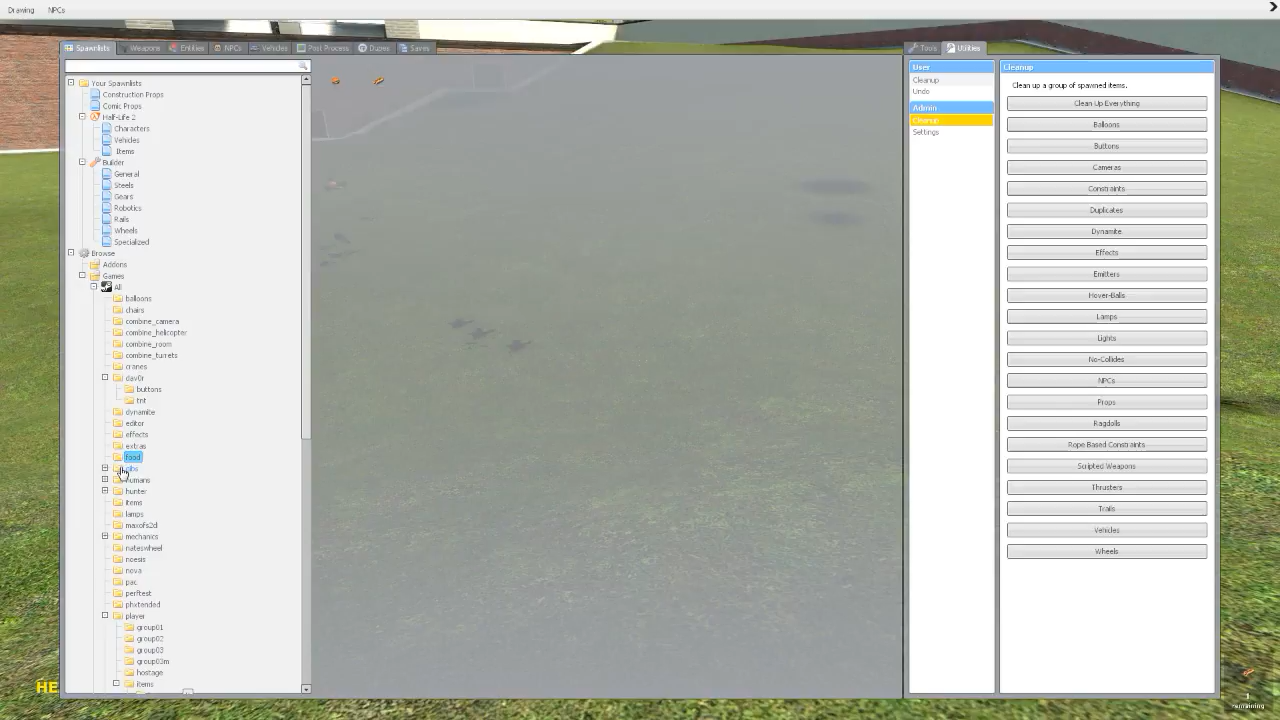 Drawing NPCs
Spawnlists Weapons Entities NPCs Vehicles Post Process Dupes Saves
Tools Utilities
Your Spawnlists
Construction Props
Comic Props
Half-Life 2
Characters
Vehicles
Items
Builder
General
Steels
Gears
Robotics
Rails
Wheels
Specialized
Browse
Addons
Games
All
balloons
chairs
combine_camera
combine_helicopter
combine_room
combine_turrets
cranes
dav0r
buttons
tnt
dynamite
editor
effects
extras
food
gibs
humans
hunter
items
lamps
maxofs2d
mechanics
nateswheel
noesis
nova
pac
perftest
phxtended
player
group01
group02
group03
group03m
hostage
items
User
Cleanup
Undo
Admin
Cleanup
Settings
Cleanup
Clean up a group of spawned items.
Clean Up Everything
Balloons
Buttons
Cameras
Constraints
Duplicates
Dynamite
Effects
Emitters
Hover-Balls
Lamps
Lights
No-Collides
NPCs
Props
Ragdolls
Rope Based Constraints
Scripted Weapons
Thrusters
Trails
Vehicles
Wheels
HE
1
remaining